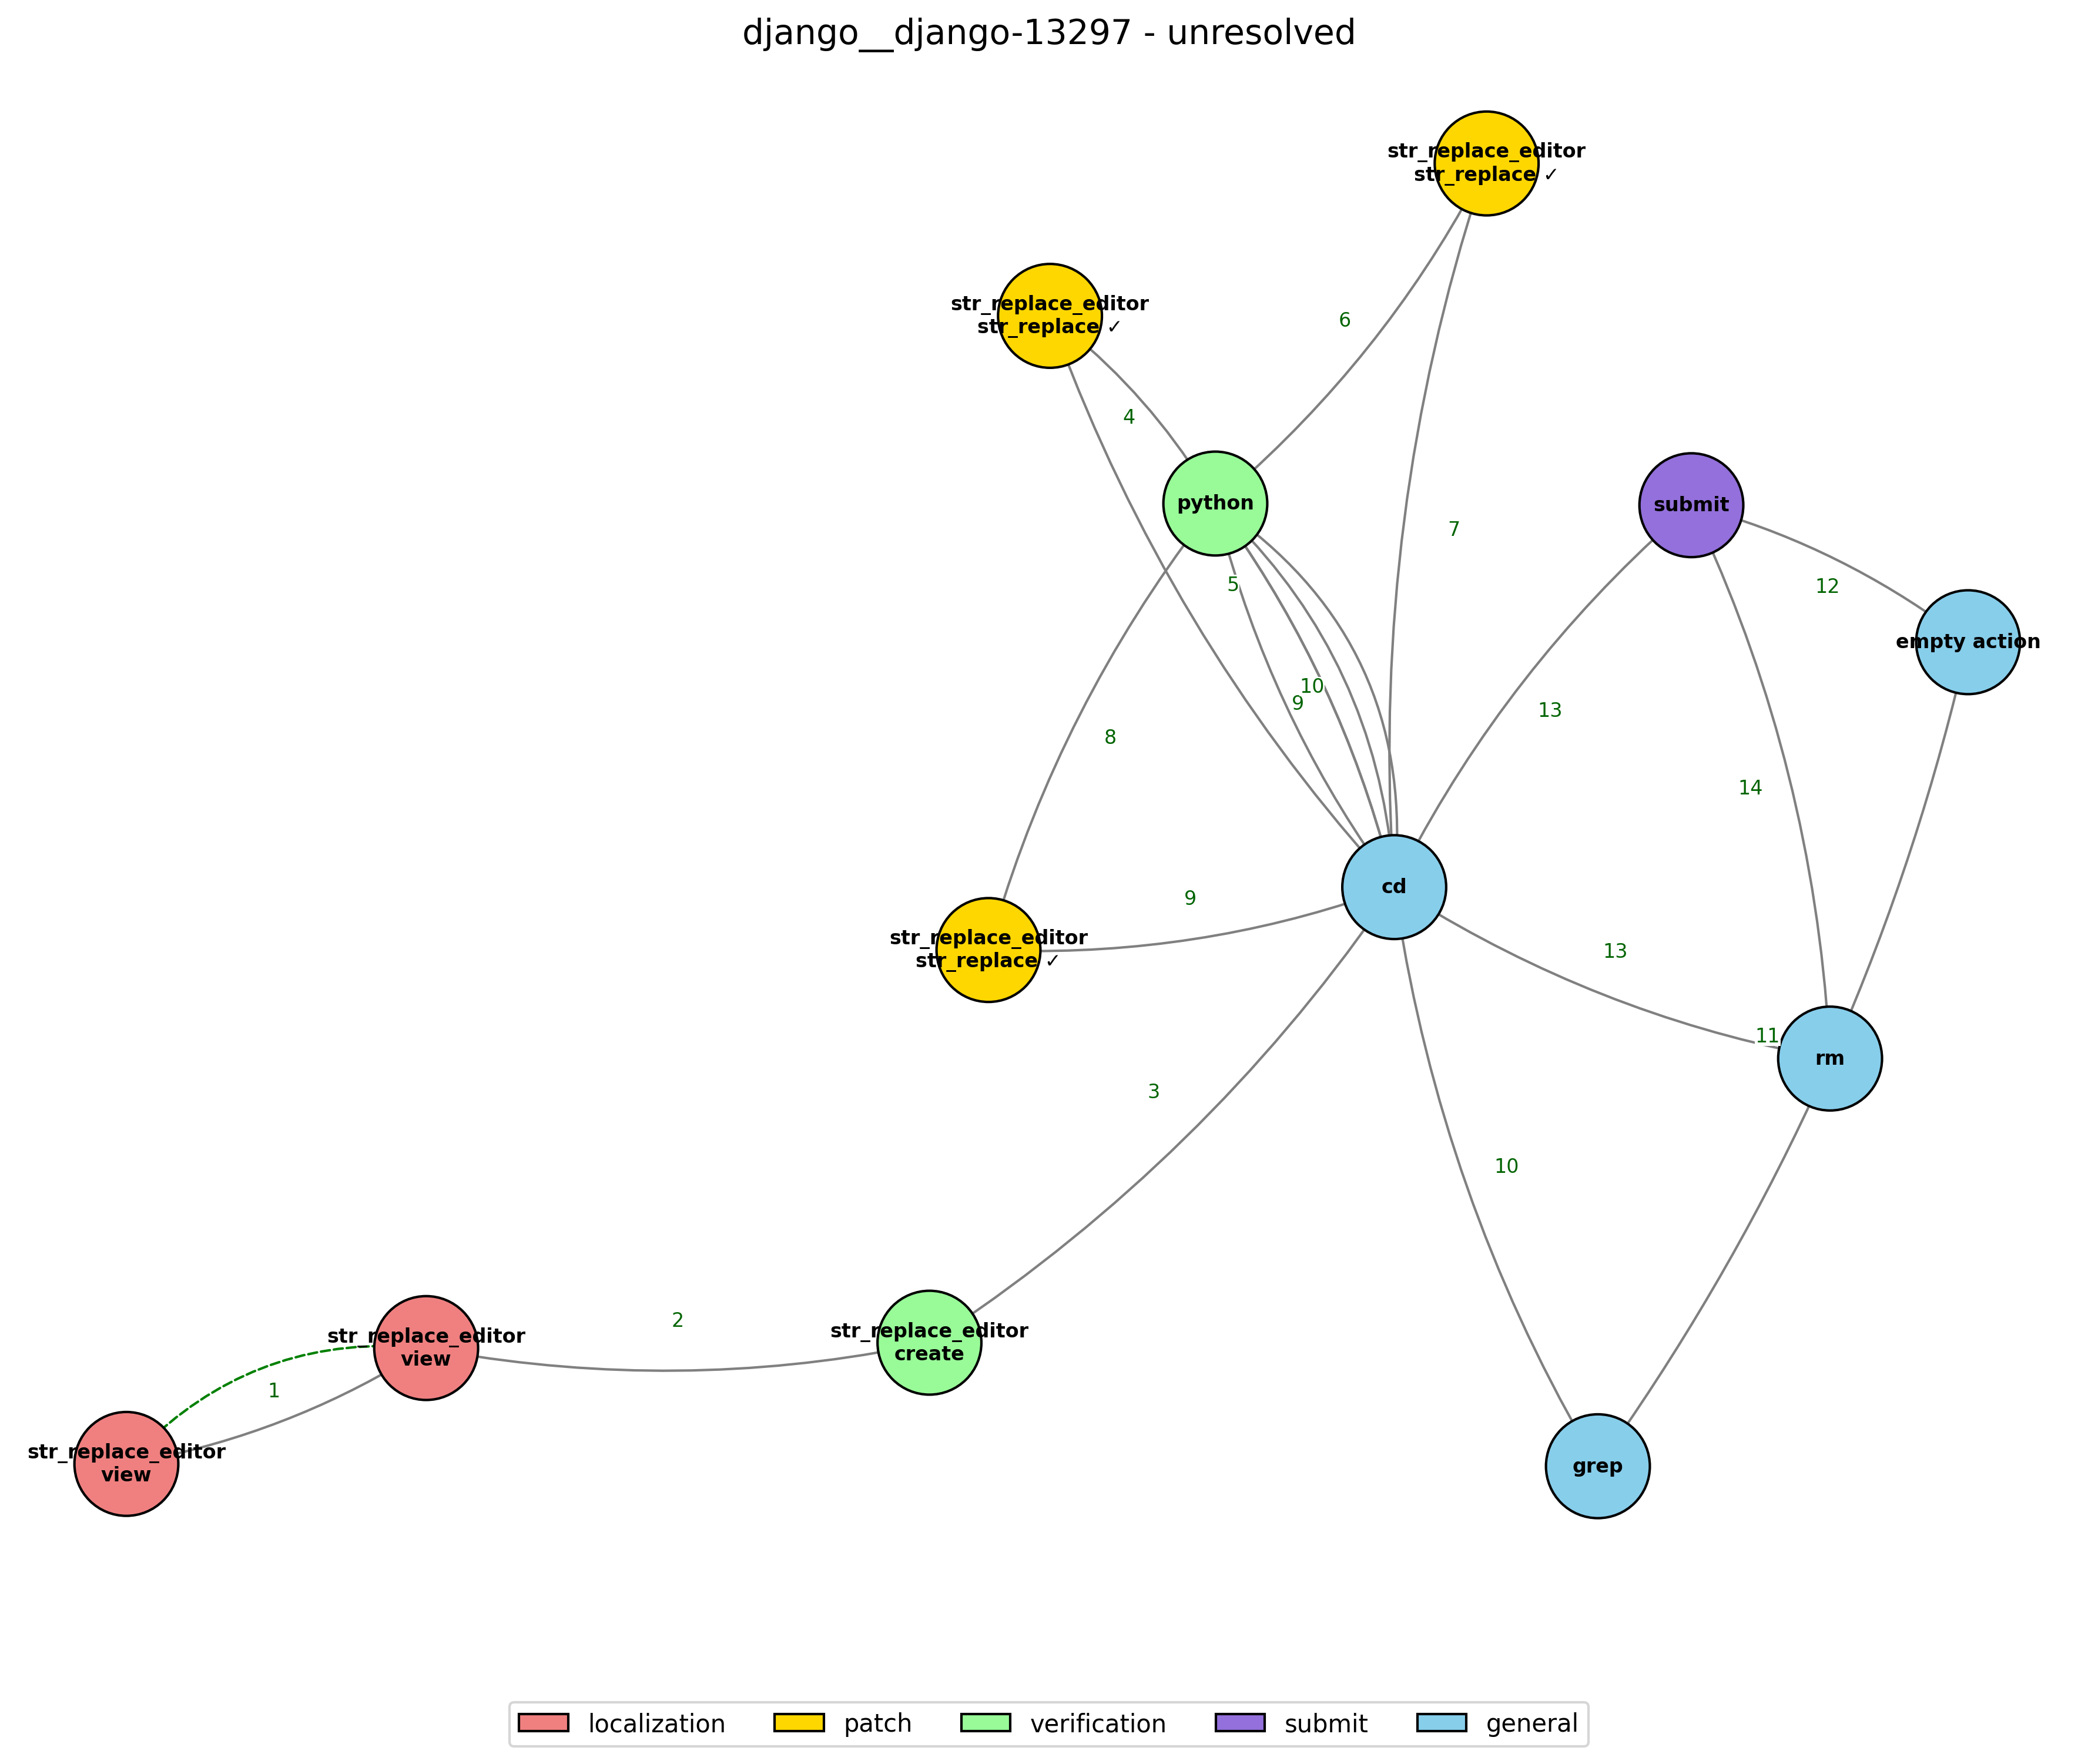 django__django-13297 - unresolved
str_replace_editor
str_replace ✓
str_replace_editor
str_replace ✓
6
4
python
submit
7
5
12
empty action
10
9
13
8
14
cd
9
str_replace_editor
str_replace ✓
13
11
rm
3
10
2
str_replace_editor
create
str_replace_editor
view
1
str_replace_editor
view
grep
localization
patch
verification
submit
general